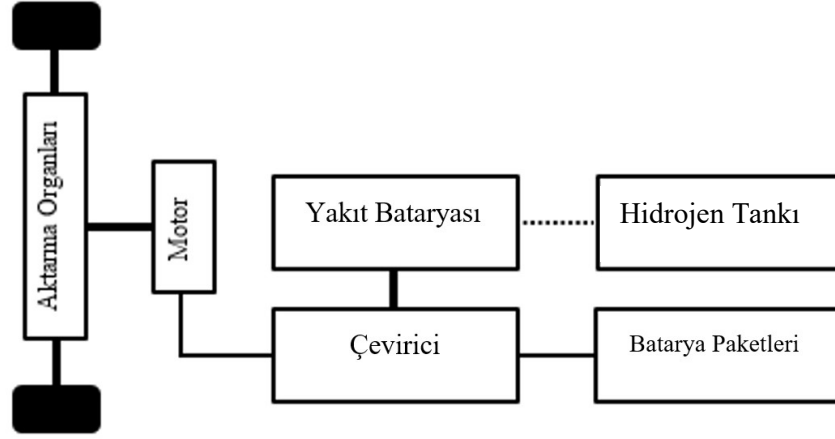 Aktarma Organları
Motor
Yakıt Bataryası
Hidrojen Tankı
Çevirici
Batarya Paketleri